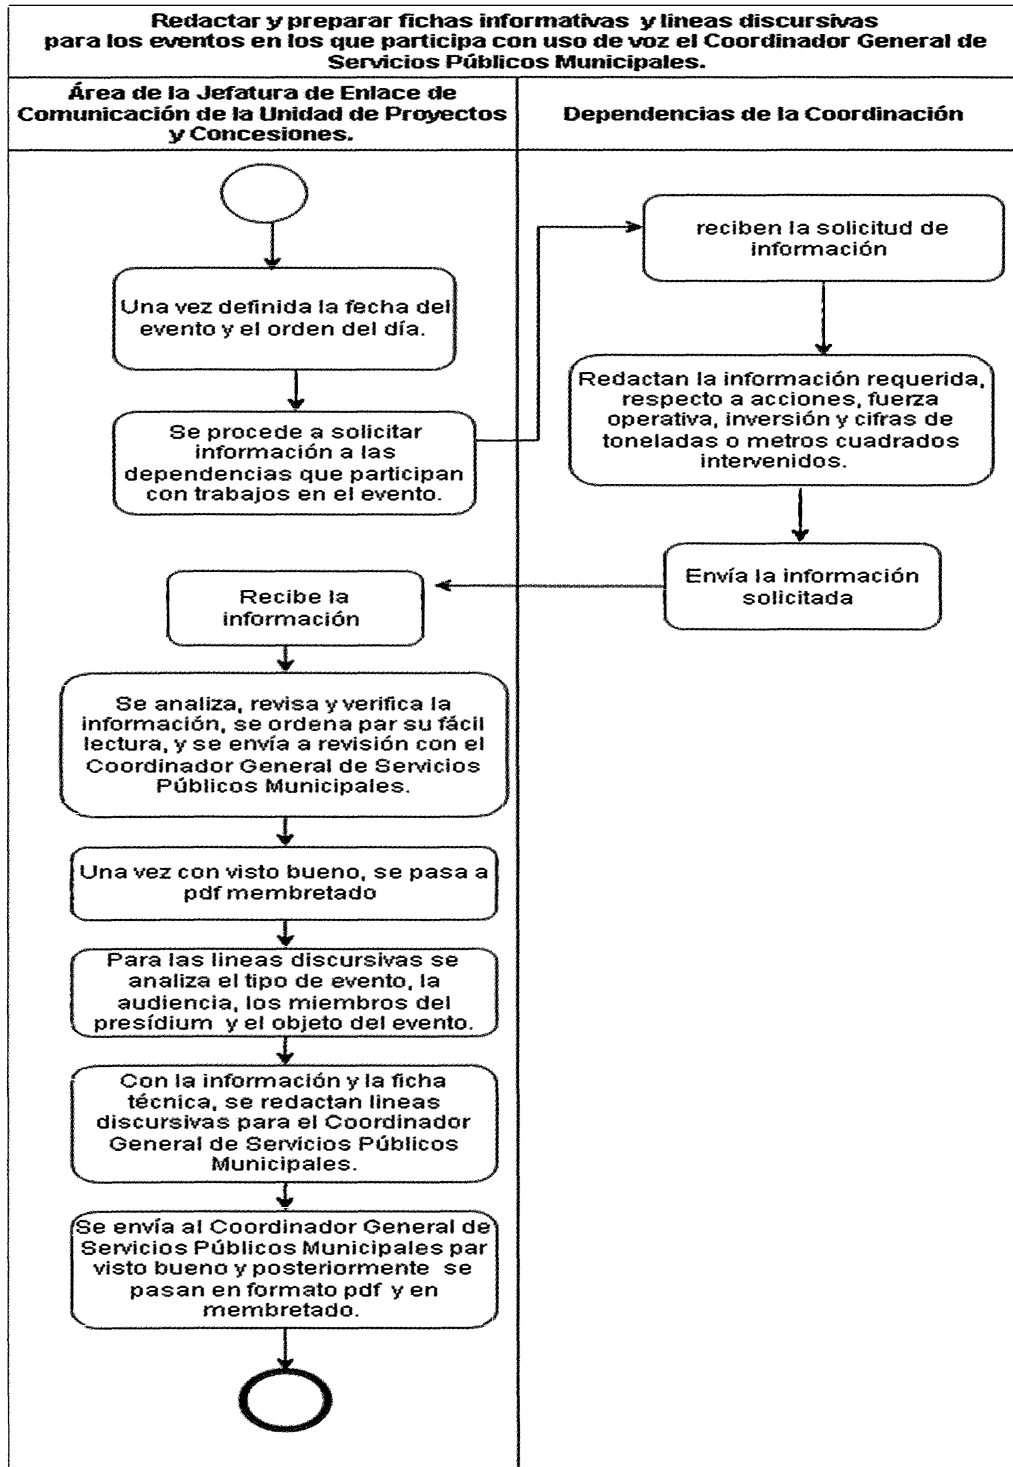 Redactar y preparar fichas informativas y lineas discursivas
para los eventos en los que participa con uso de voz el Coordinador General de
Servicios Públicos Municipales.
Área de la Jefatura de Enlace de
Comunicación de la Unidad de Proyectos
y Concesiones.
Dependencias de la Coordinación
Una vez definida la fecha del
evento y el orden del día.
Se procede a solicitar
información a las
dependencias que participan
con trabajos en el evento.
reciben la solicitud de
información
Redactan la información requerida,
respecto a acciones, fuerza
operativa, inversión y cifras de
toneladas o metros cuadrados
intervenidos.
Envía la información
solicitada
Recibe la
información
Se analiza, revisa y verifica la
información, se ordena par su fácil
lectura, y se envía a revisión con el
Coordinador General de Servicios
Públicos Municipales.
Una vez con visto bueno, se pasa a
pdf membretado
Para las lineas discursivas se
analiza el tipo de evento, la
audiencia, los miembros del
presídium y el objeto del evento.
Con la información y la ficha
técnica, se redactan lineas
discursivas para el Coordinador
General de Servicios Públicos
Municipales.
Se envía al Coordinador General de
Servicios Públicos Municipales par
visto bueno y posteriormente se
pasan en formato pdf y en
membretado.